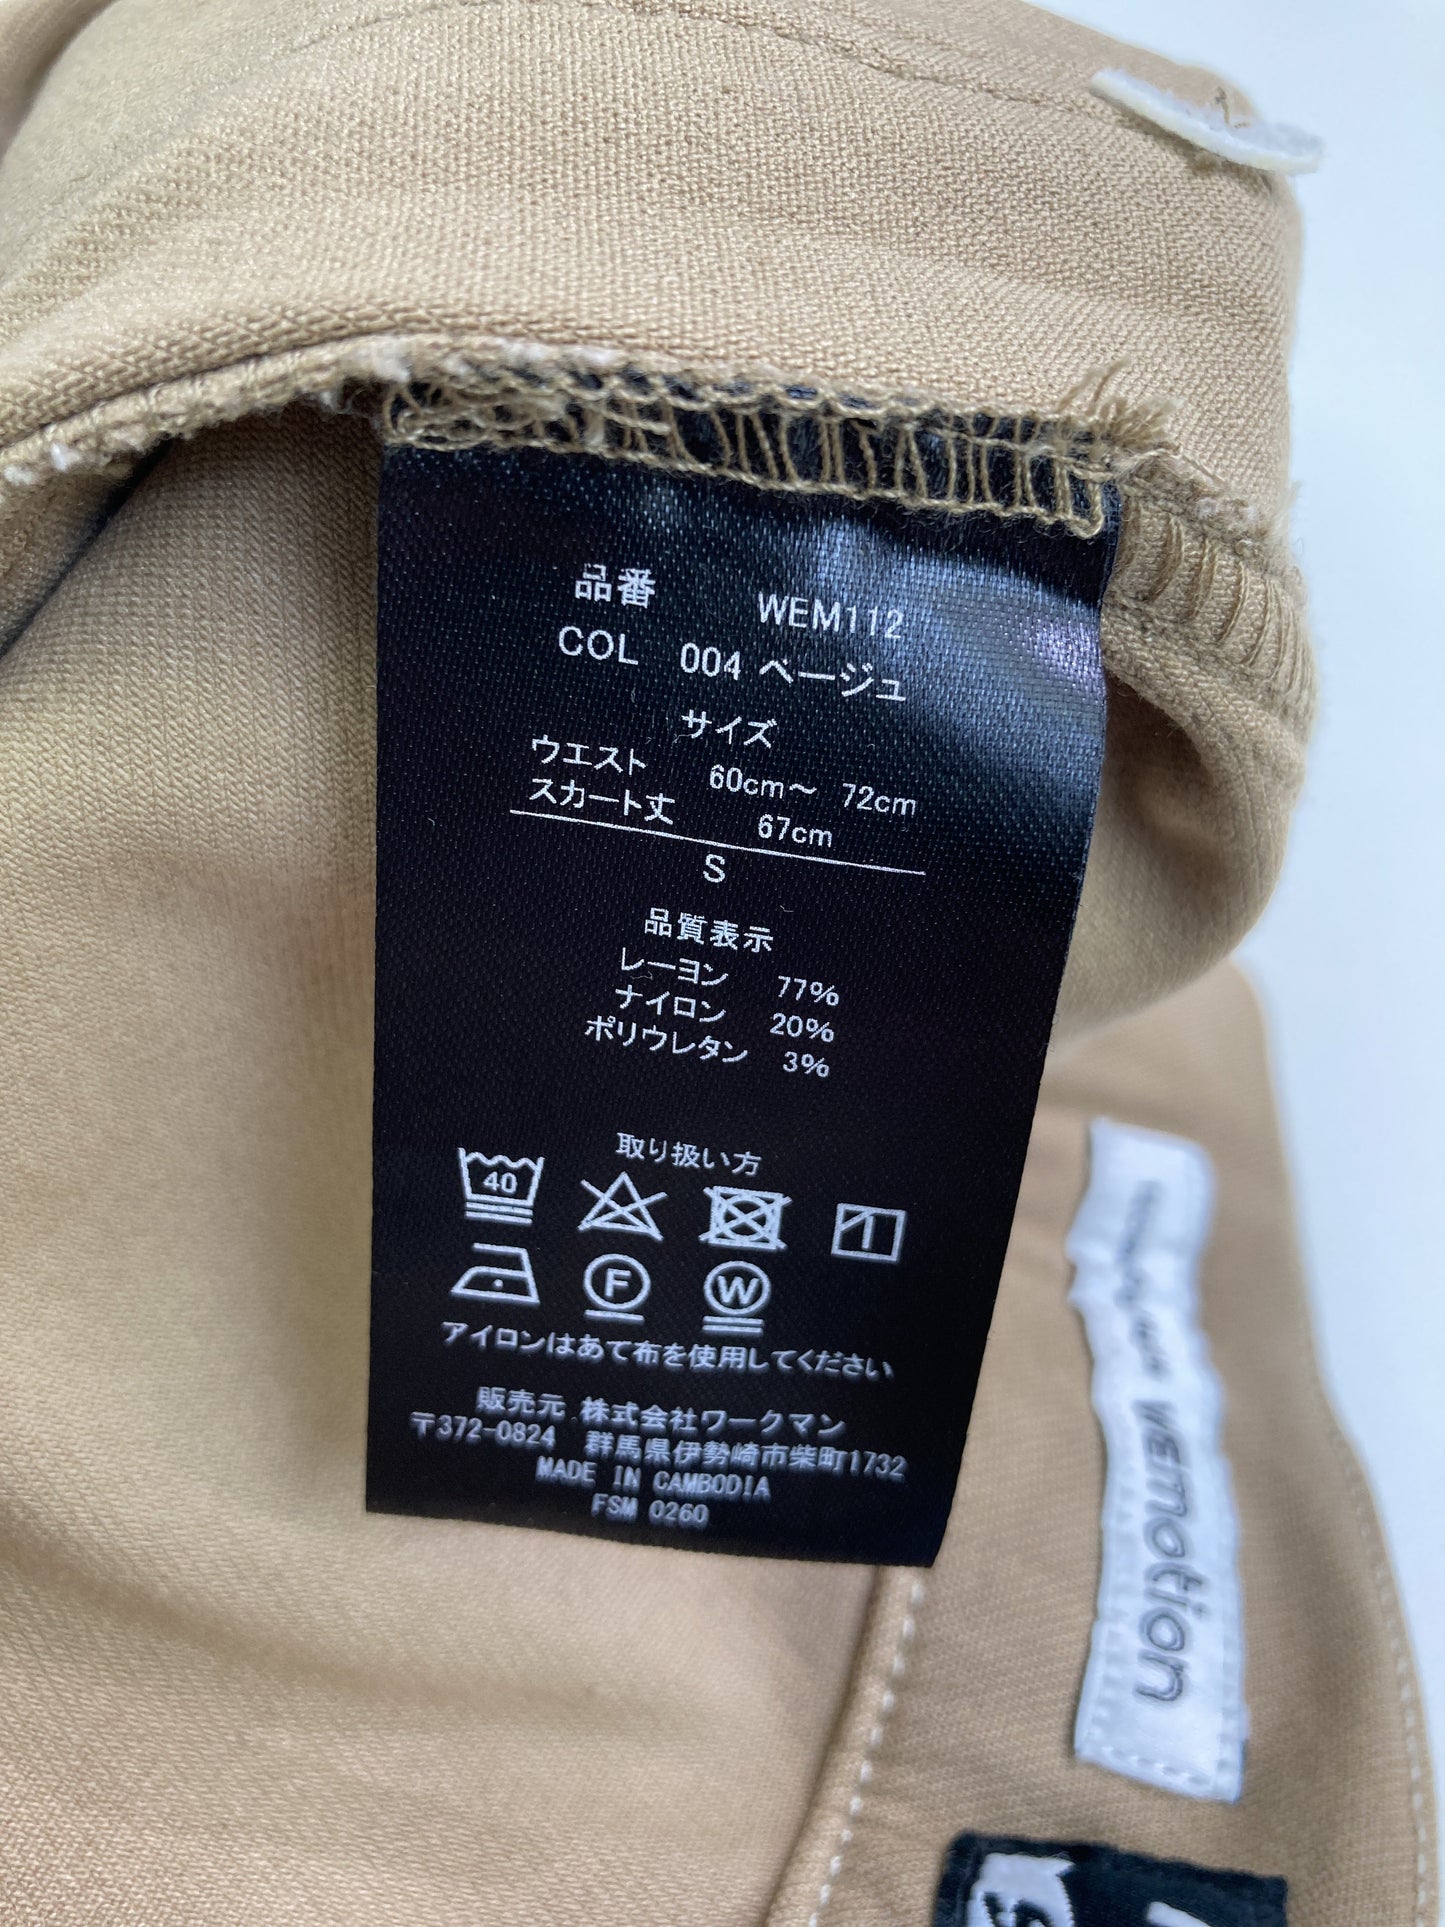 品番 WEM112
COL 004 ベージュ
サイズ
ウエスト 60cm〜 72cm
スカート丈 67cm
S
品質表示
レーヨン 77%
ナイロン 20%
ポリウレタン 3%
取り扱い方
40
F W
アイロンはあて布を使用してください
販売元 株式会社ワークマン
〒372-0824 群馬県伊勢崎市柴町1732
MADE IN CAMBODIA
FSM 0260
WEmotion